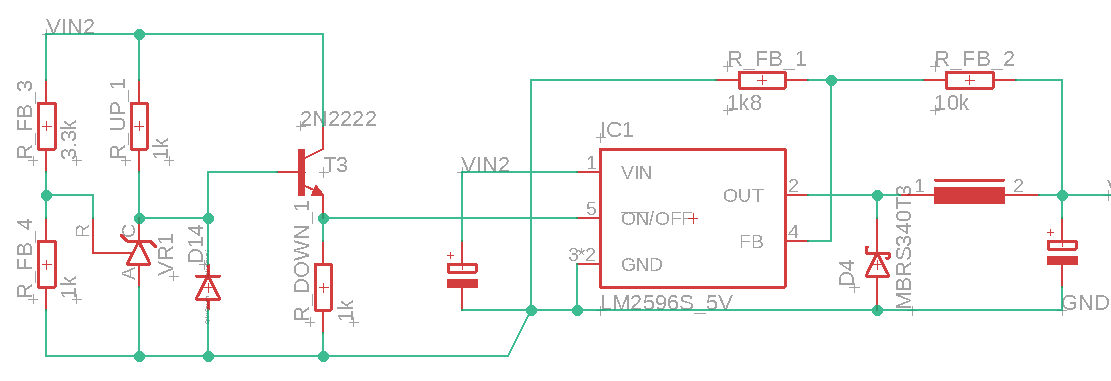 VIN2
R_FB_3
3.3k
R_UP_1
1k
2N2222
T3
R_FB_4
1k
R
C
A
VR1
D14
R_DOWN_1
1k
VIN2
IC1
1
VIN
5
ON/OFF
3*2
GND
OUT
2
FB
4
LM2596S_5V
R_FB_1
1k8
R_FB_2
10k
D4
MBRS340T3
1
2
GND